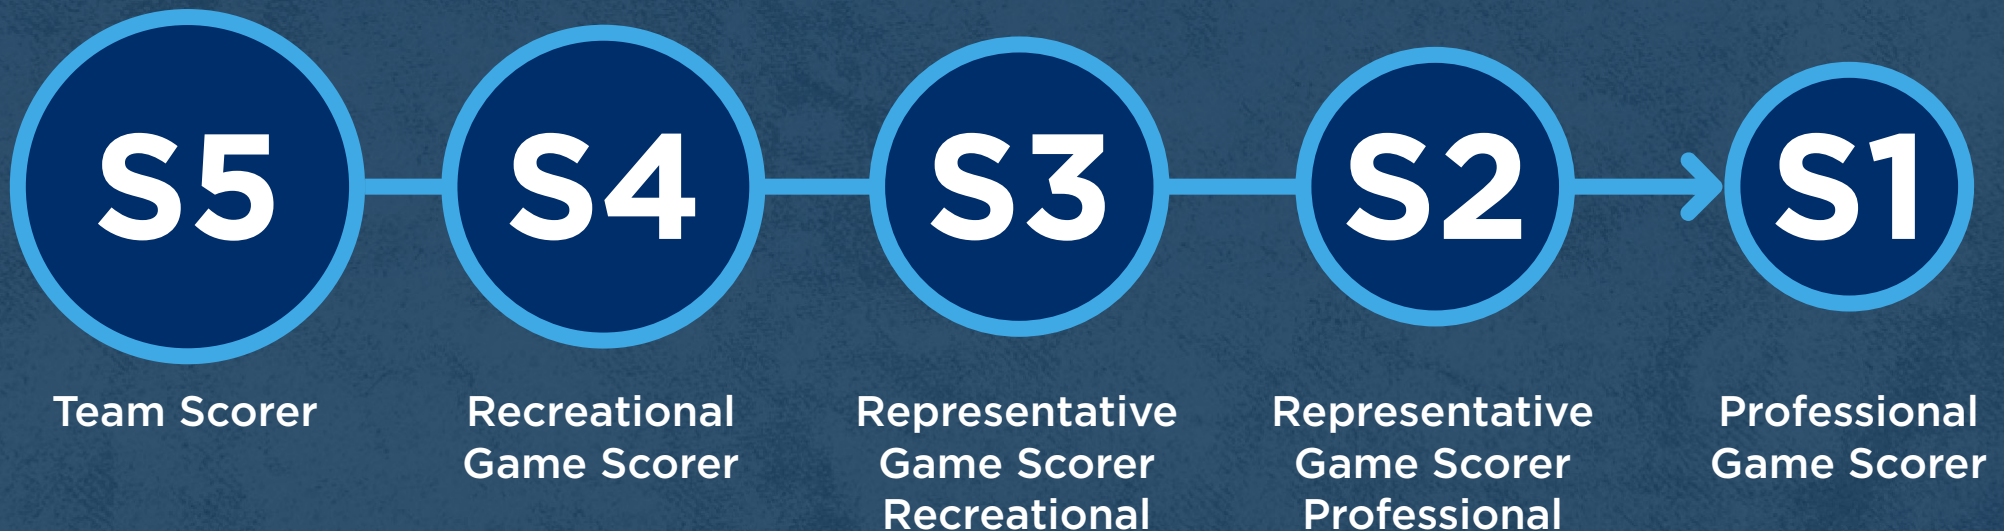 S5
S4
S3
S2
S1
Team Scorer
Recreational
Game Scorer
Representative
Game Scorer
Recreational
Representative
Game Scorer
Professional
Professional
Game Scorer